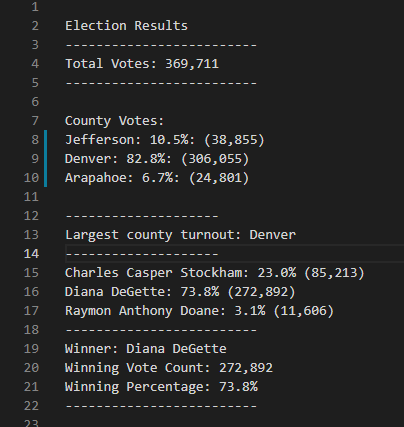 1
2 Election Results
3 -------------------------
4 Total Votes: 369,711
5 -------------------------
6
7 County Votes:
8 Jefferson: 10.5%: (38,855)
9 Denver: 82.8%: (306,055)
10 Arapahoe: 6.7%: (24,801)
11
12 --------------------
13 Largest county turnout: Denver
14 --------------------
15 Charles Casper Stockham: 23.0% (85,213)
16 Diana DeGette: 73.8% (272,892)
17 Raymon Anthony Doane: 3.1% (11,606)
18 -------------------------
19 Winner: Diana DeGette
20 Winning Vote Count: 272,892
21 Winning Percentage: 73.8%
22 -------------------------
23